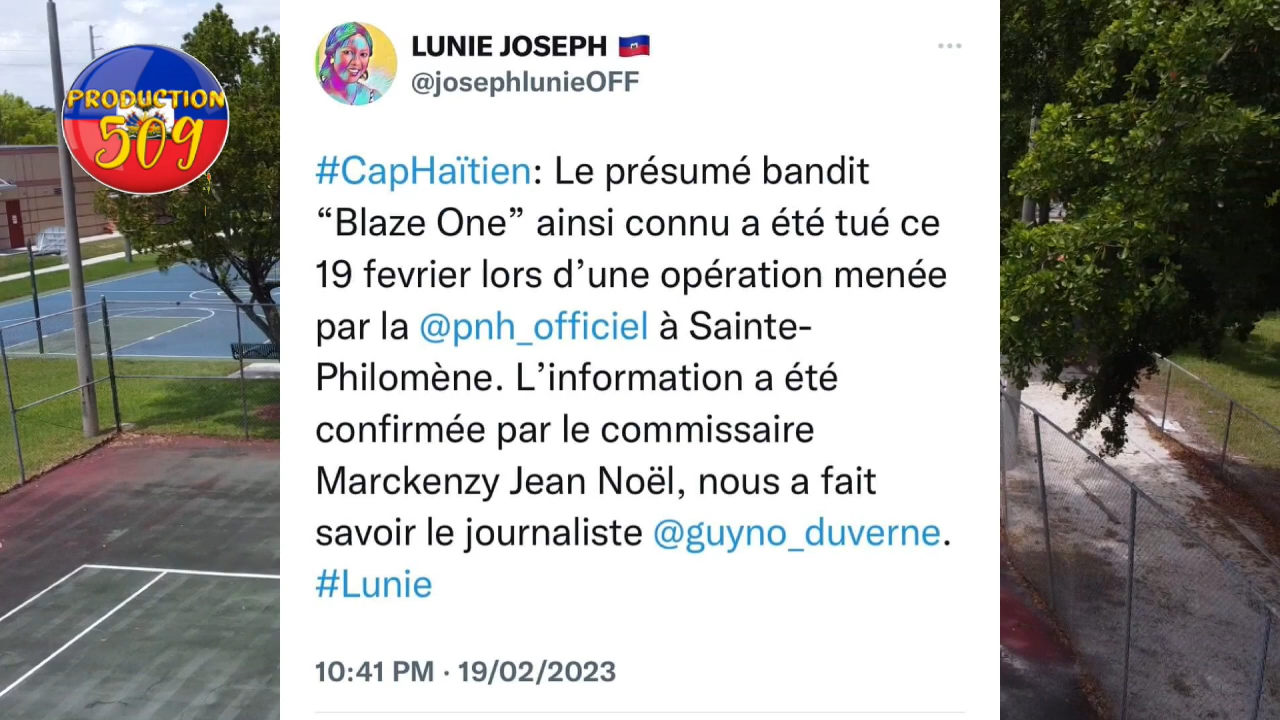 PRODUCTION
509
LUNIE JOSEPH 🇭🇹
@josephlunieOFF
#CapHaïtien: Le présumé bandit
“Blaze One” ainsi connu a été tué ce
19 fevrier lors d’une opération menée
par la @pnh_officiel à Sainte-
Philomène. L’information a été
confirmée par le commissaire
Marckenzy Jean Noël, nous a fait
savoir le journaliste @guyno_duverne.
#Lunie
10:41 PM · 19/02/2023